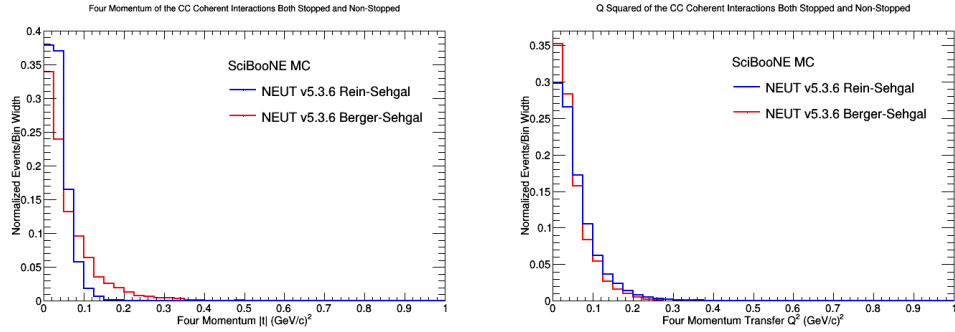 Four Momentum of the CC Coherent Interactions Both Stopped and Non-Stopped
Normalized Events/Bin Width
0.4
0.35
0.3
0.25
0.2
0.15
0.1
0.05
0
SciBooNE MC
NEUT v5.3.6 Rein-Sehgal
NEUT v5.3.6 Berger-Sehgal
0 0.1 0.2 0.3 0.4 0.5 0.6 0.7 0.8 0.9 1
Four Momentum |t| (GeV/c)²
Q Squared of the CC Coherent Interactions Both Stopped and Non-Stopped
Normalized Events/Bin Width
0.35
0.3
0.25
0.2
0.15
0.1
0.05
0
SciBooNE MC
NEUT v5.3.6 Rein-Sehgal
NEUT v5.3.6 Berger-Sehgal
0 0.1 0.2 0.3 0.4 0.5 0.6 0.7 0.8 0.9 1
Four Momentum Transfer Q² (GeV/c)²